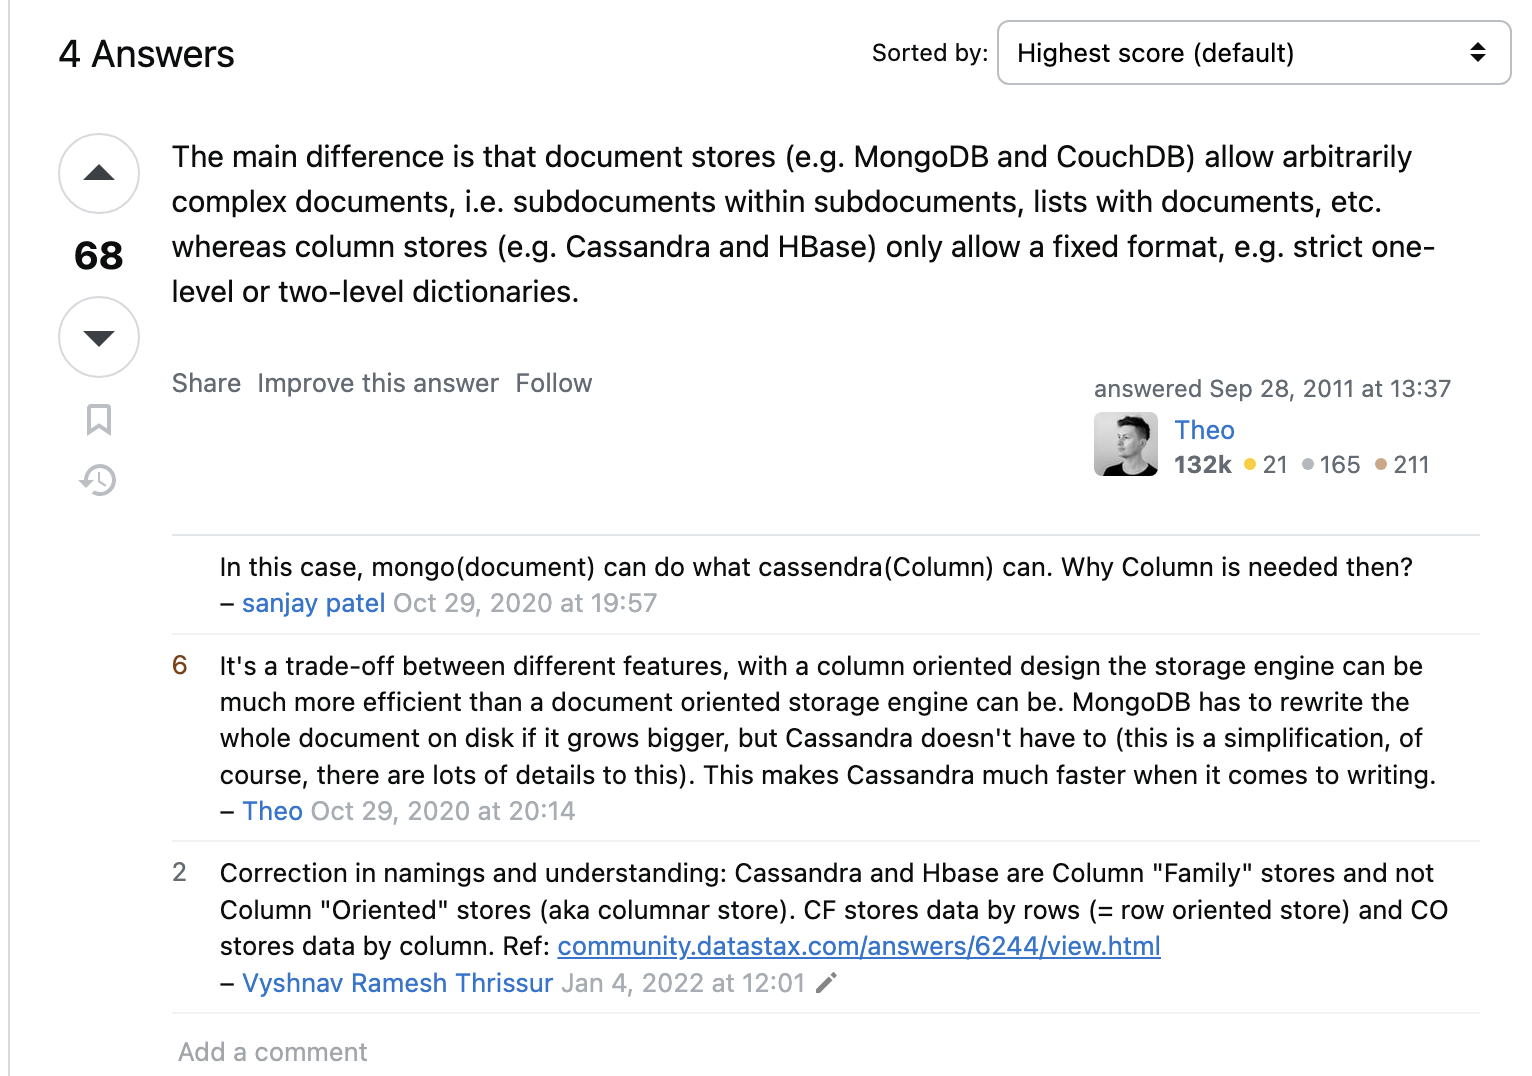 4 Answers
Sorted by:
Highest score (default)
The main difference is that document stores (e.g. MongoDB and CouchDB) allow arbitrarily
complex documents, i.e. subdocuments within subdocuments, lists with documents, etc.
68
whereas column stores (e.g. Cassandra and HBase) only allow a fixed format, e.g. strict one-
level or two-level dictionaries.
Share Improve this answer Follow
answered Sep 28, 2011 at 13:37
Theo
132k 21 165 211
In this case, mongo(document) can do what cassendra(Column) can. Why Column is needed then?
– sanjay patel Oct 29, 2020 at 19:57
6 It's a trade-off between different features, with a column oriented design the storage engine can be
much more efficient than a document oriented storage engine can be. MongoDB has to rewrite the
whole document on disk if it grows bigger, but Cassandra doesn't have to (this is a simplification, of
course, there are lots of details to this). This makes Cassandra much faster when it comes to writing.
– Theo Oct 29, 2020 at 20:14
2 Correction in namings and understanding: Cassandra and Hbase are Column "Family" stores and not
Column "Oriented" stores (aka columnar store). CF stores data by rows (= row oriented store) and CO
stores data by column. Ref: community.datastax.com/answers/6244/view.html
– Vyshnav Ramesh Thrissur Jan 4, 2022 at 12:01
Add a comment